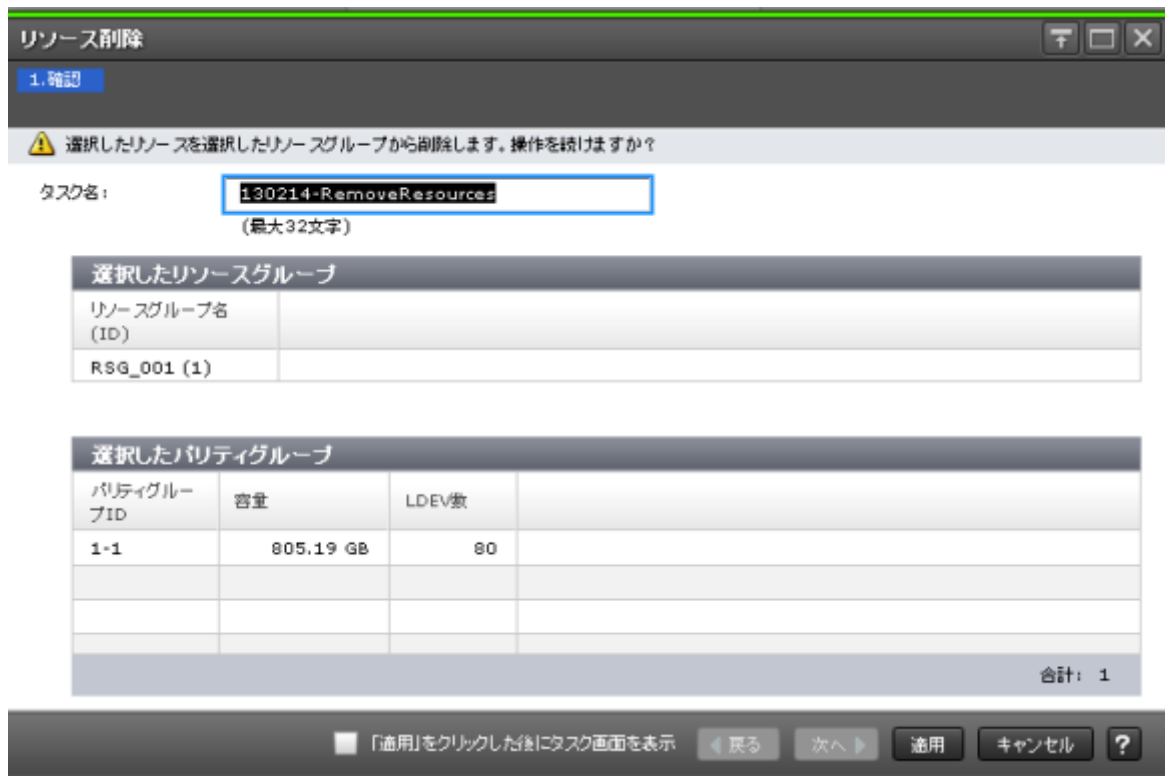 リソース削除
1.確認
選択したリソースを選択したリソースグループから削除します。操作を続けますか？
タスク名：
130214-RemoveResources
(最大32文字)
選択したリソースグループ
リソースグループ名
(ID)
RSG_001 (1)
選択したパリティグループ
パリティグルー
プID
容量
LDEV数
1-1
805.19 GB
80
合計： 1
「適用」をクリックした後にタスク画面を表示
戻る
次へ
適用
キャンセル
?